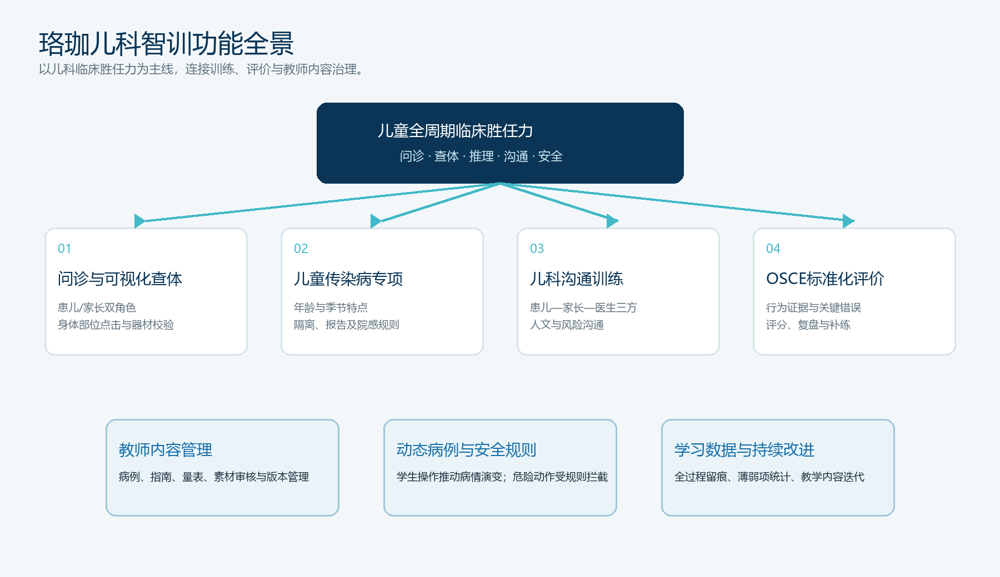 珞珈儿科智训功能全景
以儿科临床胜任力为主线，连接训练、评价与教师内容治理。
儿童全周期临床胜任力
问诊 · 查体 · 推理 · 沟通 · 安全
01
问诊与可视化查体
患儿/家长双角色
身体部位点击与器材校验
02
儿童传染病专项
年龄与季节特点
隔离、报告及院感规则
03
儿科沟通训练
患儿—家长—医生三方
人文与风险沟通
04
OSCE标准化评价
行为证据与关键错误
评分、复盘与补练
教师内容管理
病例、指南、量表、素材审核与版本管理
动态病例与安全规则
学生操作推动病情演变；危险动作受规则拦截
学习数据与持续改进
全过程留痕、薄弱项统计、教学内容迭代